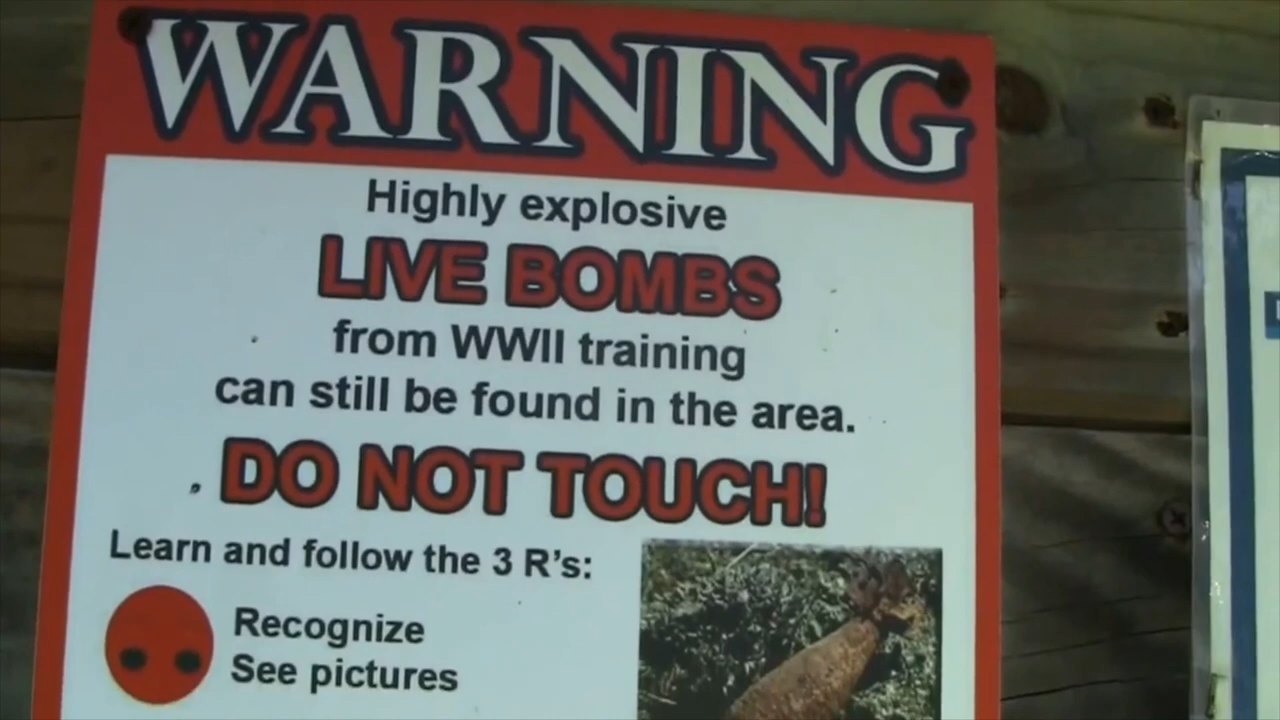 WARNING
Highly explosive
LIVE BOMBS
from WWII training
can still be found in the area.
DO NOT TOUCH!
Learn and follow the 3 R's:
Recognize
See pictures